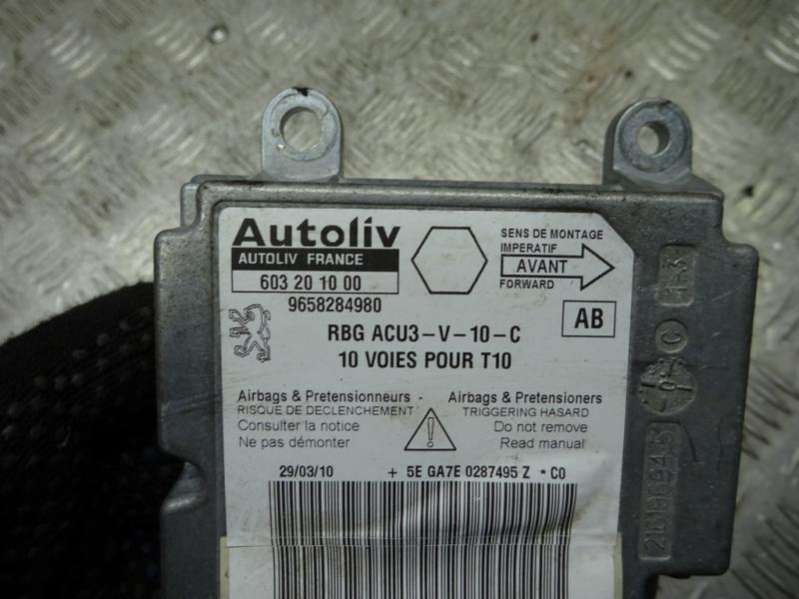 Autoliv
AUTOLIV FRANCE
603 20 10 00
9658284980
SENS DE MONTAGE
IMPERATIF
AVANT
FORWARD
AB
RBG ACU3-V-10-C
10 VOIES POUR T10
Airbags & Pretensionneurs -
RISQUE DE DECLENCHEMENT
Consulter la notice
Ne pas démonter
Airbags & Pretensioners
TRIGGERING HASARD
Do not remove
Read manual
29/03/10
+ 5E GA7E 0287495 Z * C0